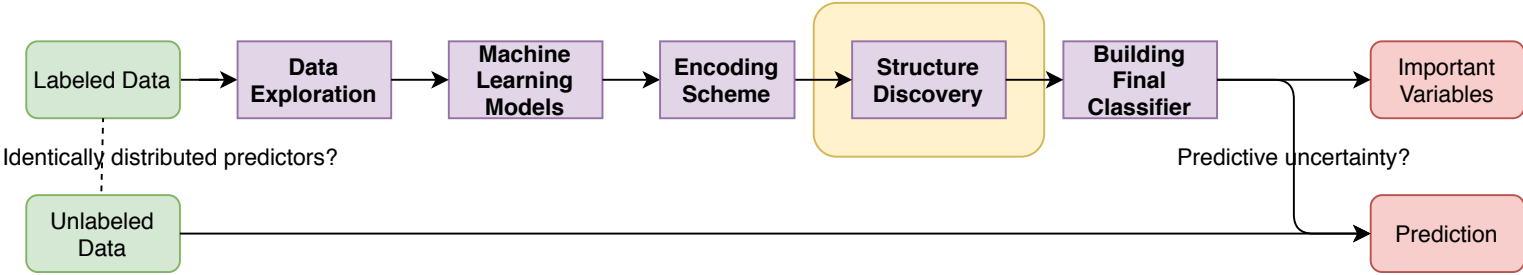 Labeled Data
Data
Exploration
Machine
Learning
Models
Encoding
Scheme
Structure
Discovery
Building
Final
Classifier
Important
Variables
Identically distributed predictors?
Predictive uncertainty?
Unlabeled
Data
Prediction